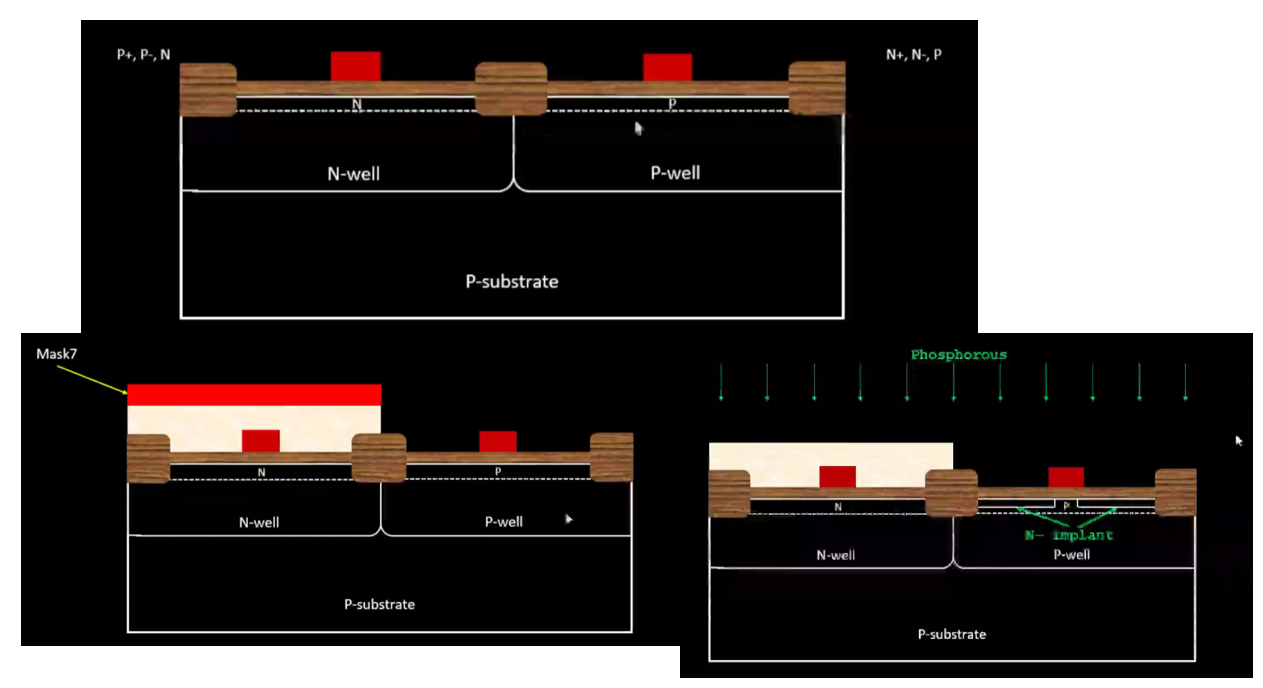 P+, P-, N
N+, N-, P
N
P
N-well
P-well
P-substrate
Mask7
N
P
N-well
P-well
P-substrate
Phosphorous
N
P
N- implant
N-well
P-well
P-substrate